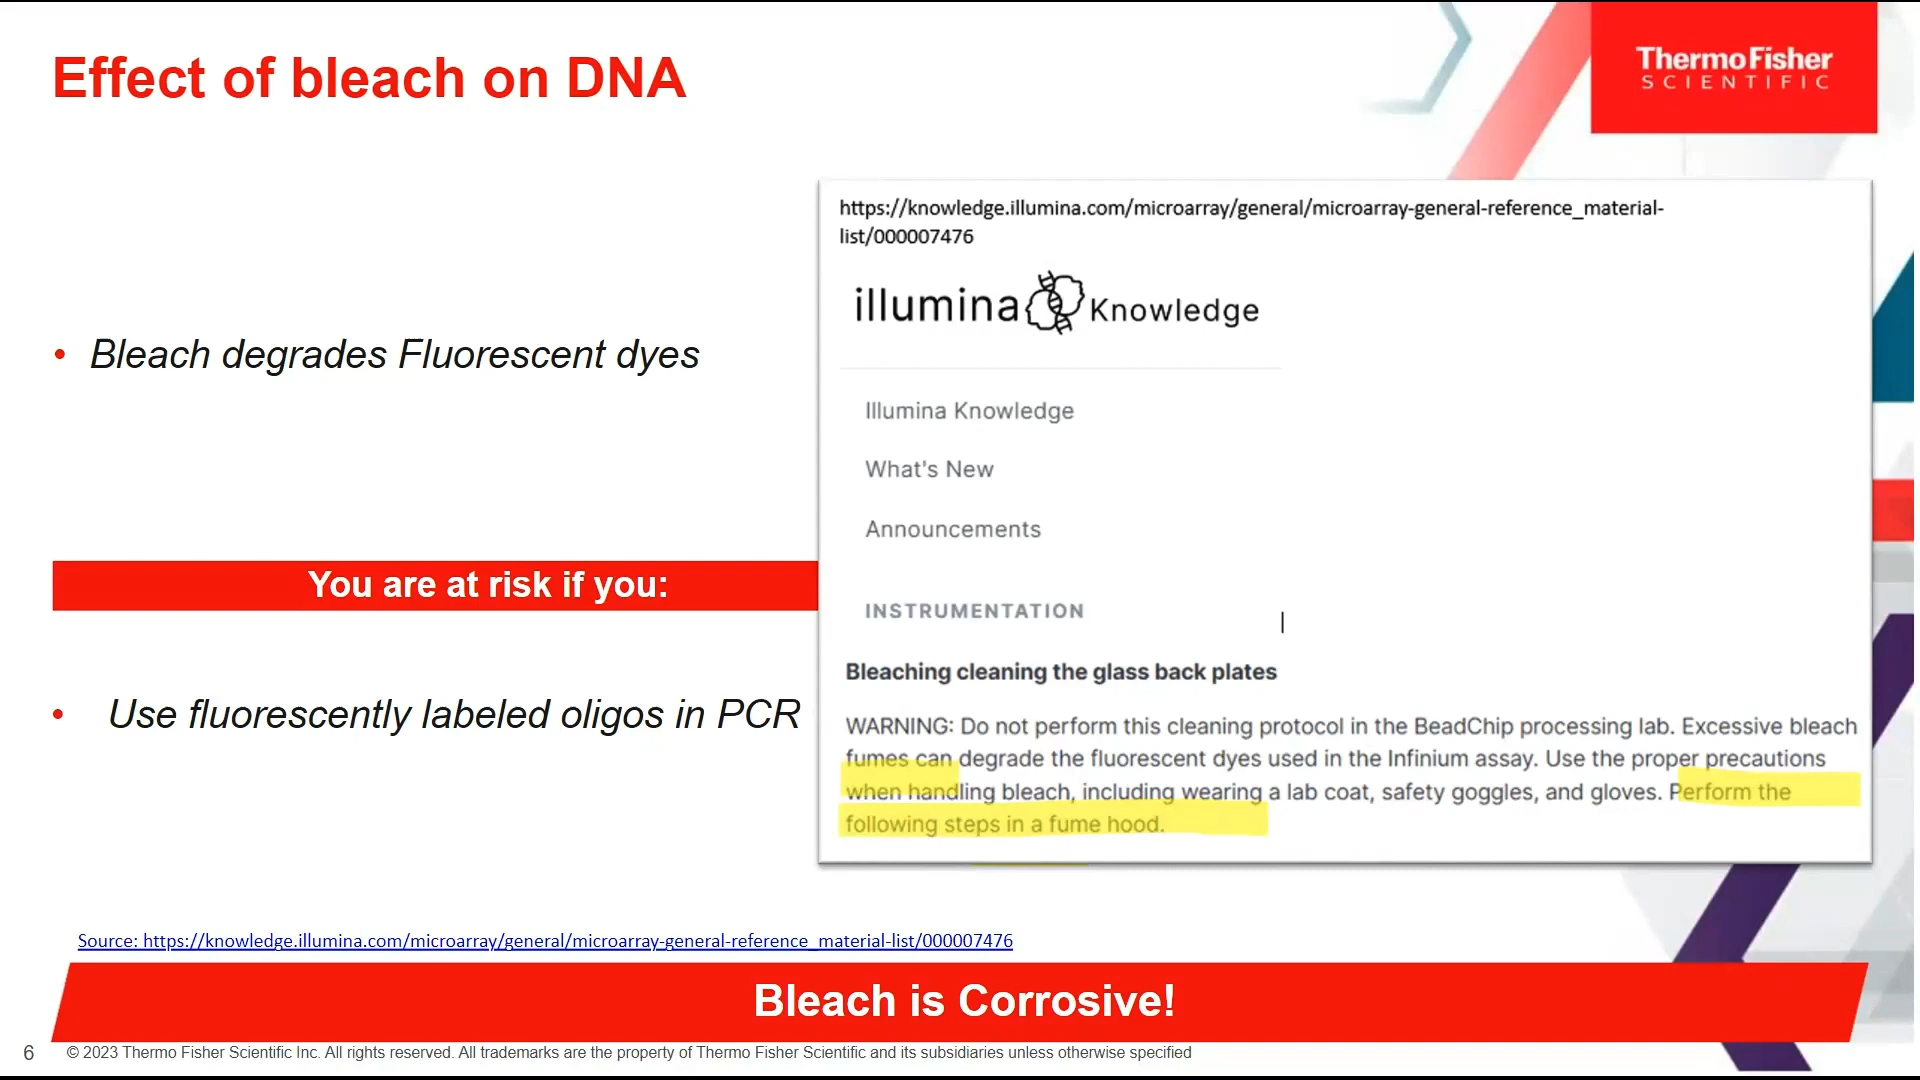 Effect of bleach on DNA
ThermoFisher
SCIENTIFIC
• Bleach degrades Fluorescent dyes
You are at risk if you:
• Use fluorescently labeled oligos in PCR
https://knowledge.illumina.com/microarray/general/microarray-general-reference_material-
list/000007476
illumina Knowledge
Illumina Knowledge
What's New
Announcements
INSTRUMENTATION
Bleaching cleaning the glass back plates
WARNING: Do not perform this cleaning protocol in the BeadChip processing lab. Excessive bleach
fumes can degrade the fluorescent dyes used in the Infinium assay. Use the proper precautions
when handling bleach, including wearing a lab coat, safety goggles, and gloves. Perform the
following steps in a fume hood.
Source: https://knowledge.illumina.com/microarray/general/microarray-general-reference_material-list/000007476
Bleach is Corrosive!
6 © 2023 Thermo Fisher Scientific Inc. All rights reserved. All trademarks are the property of Thermo Fisher Scientific and its subsidiaries unless otherwise specified